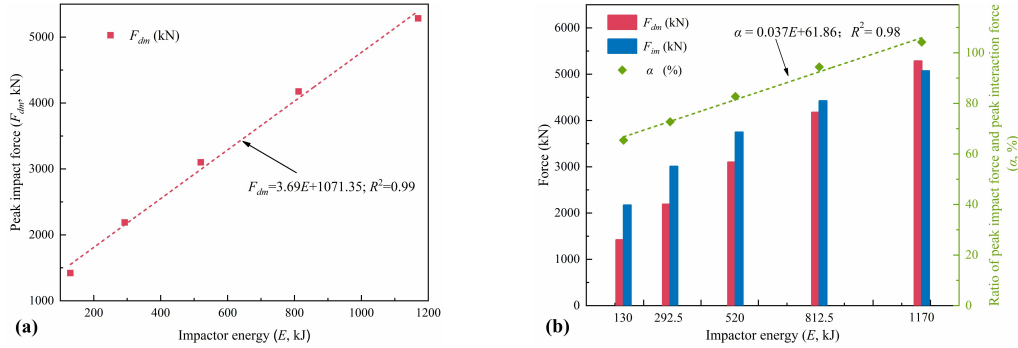 5000
4000
3000
2000
1000
Peak impact force (F_dm, kN)
F_dm (kN)
F_dm=3.69E+1071.35; R²=0.99
200 400 600 800 1000 1200
Impactor energy (E, kJ)
(a)
6000
5000
4000
3000
2000
1000
0
Force (kN)
F_dm (kN)
F_im (kN)
α (%)
α = 0.037E+61.86; R² = 0.98
130 292.5 520 812.5 1170
Impactor energy (E, kJ)
(b)
120
100
80
60
40
20
0
Ratio of peak impact force and peak interaction force
(α, %)